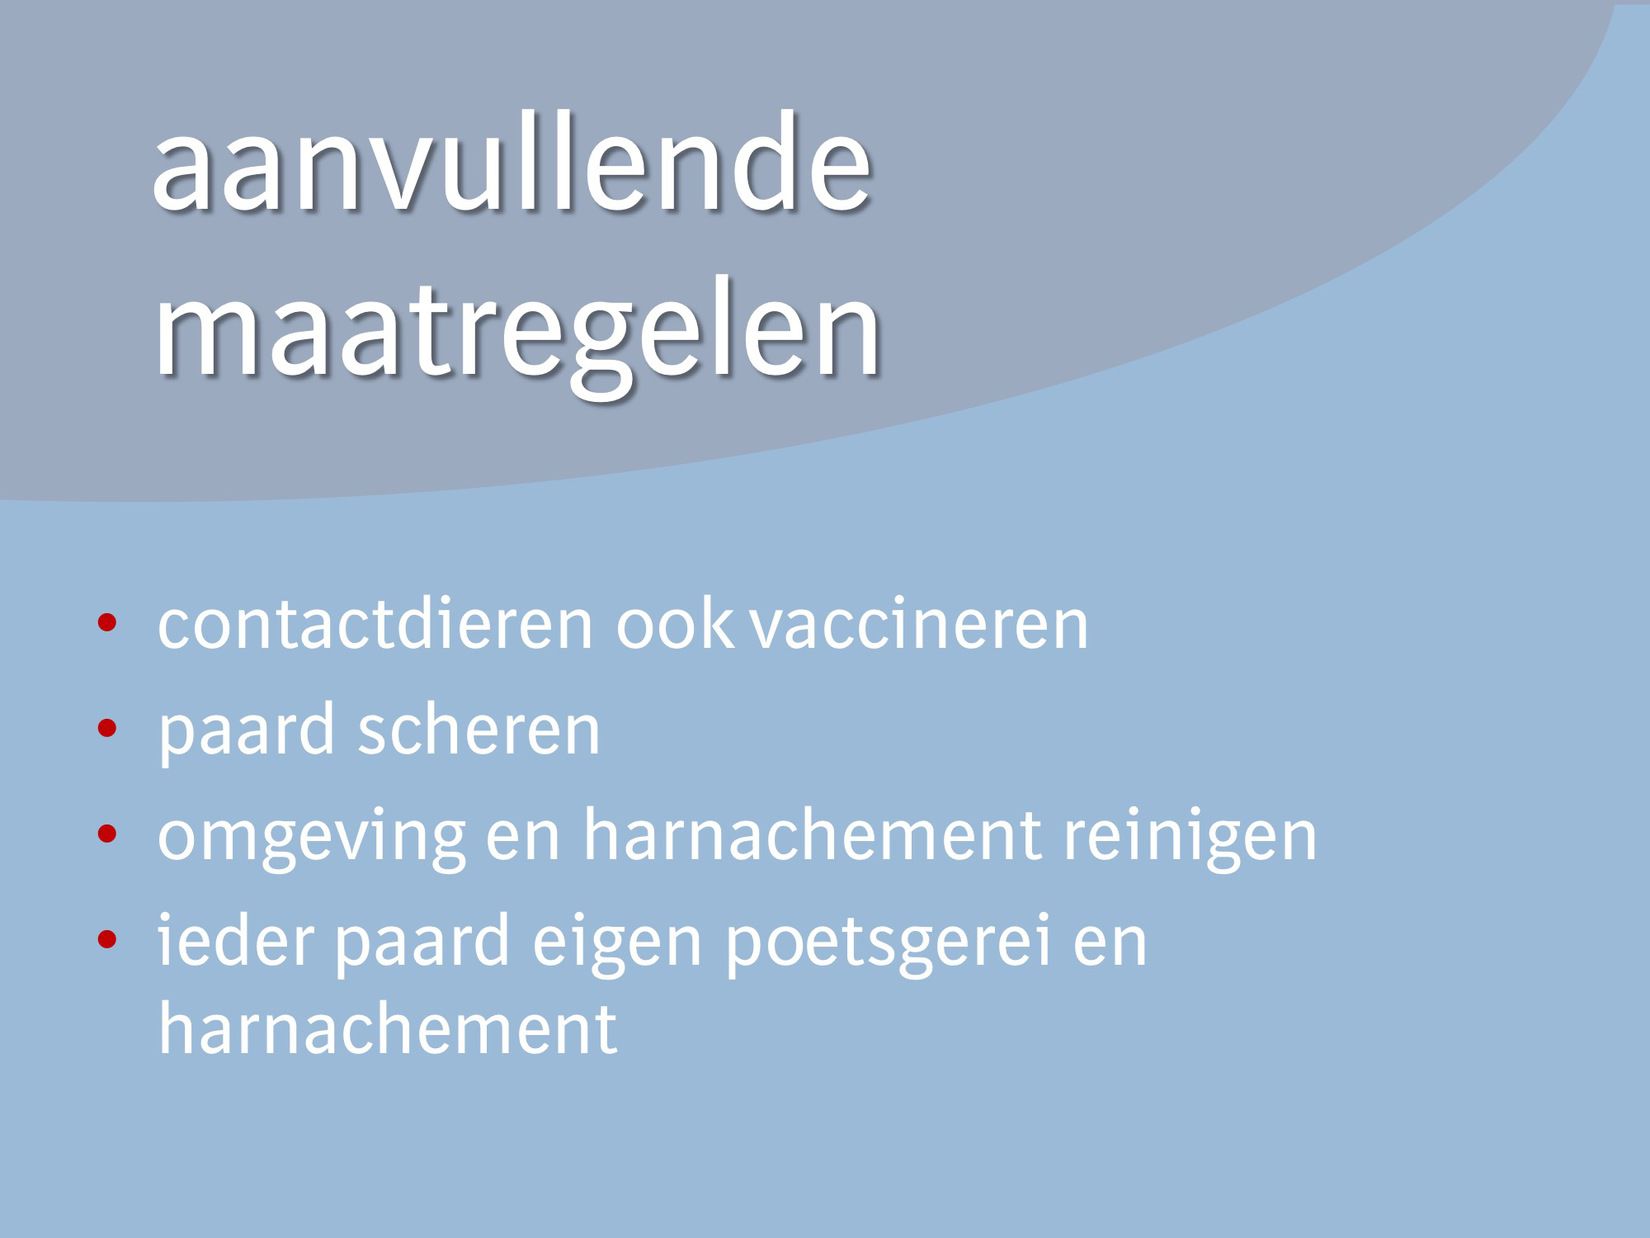 aanvullende
maatregelen
• contactdieren ook vaccineren
• paard scheren
• omgeving en harnachement reinigen
• ieder paard eigen poetsgerei en
harnachement